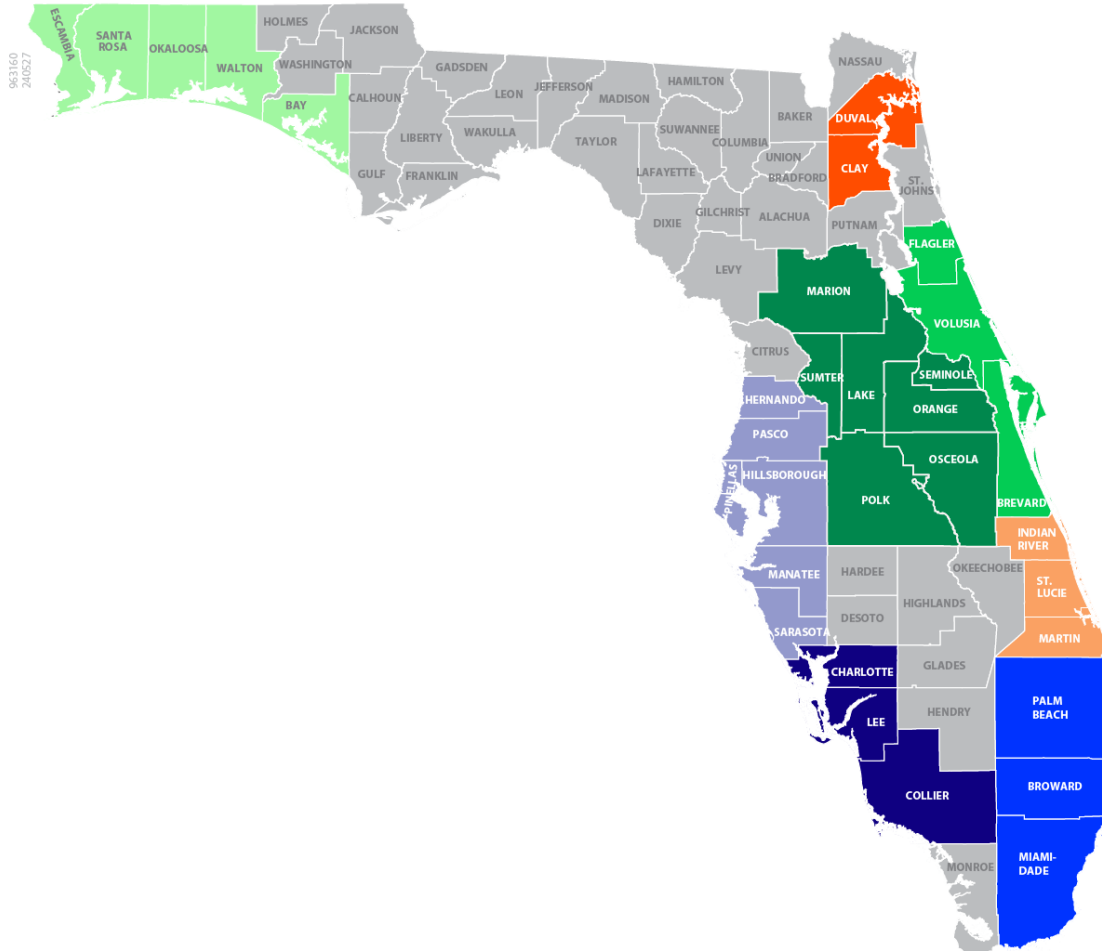 963160
240527
ESCAMBIA
SANTA
ROSA
OKALOOSA
WALTON
HOLMES
WASHINGTON
JACKSON
BAY
CALHOUN
GULF
LIBERTY
FRANKLIN
GADSDEN
LEON
WAKULLA
JEFFERSON
MADISON
TAYLOR
HAMILTON
SUWANNEE
LAFAYETTE
DIXIE
COLUMBIA
GILCHRIST
BAKER
UNION
BRADFORD
ALACHUA
LEVY
NASSAU
DUVAL
CLAY
ST.
JOHNS
PUTNAM
FLAGLER
MARION
VOLUSIA
CITRUS
SUMTER
LAKE
SEMINOLE
ORANGE
HERNANDO
PASCO
OSCEOLA
PINELLAS
HILLSBOROUGH
POLK
BREVARD
INDIAN
RIVER
MANATEE
HARDEE
OKEECHOBEE
ST.
LUCIE
HIGHLANDS
DESOTO
SARASOTA
MARTIN
CHARLOTTE
GLADES
LEE
HENDRY
PALM
BEACH
COLLIER
BROWARD
MONROE
MIAMI-
DADE